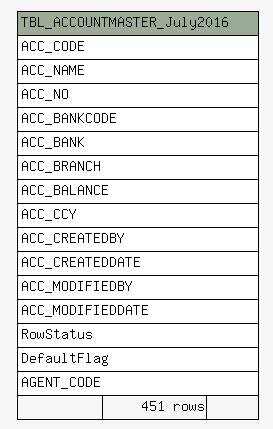 TBL_ACCOUNTMASTER_July2016
ACC_CODE
ACC_NAME
ACC_NO
ACC_BANKCODE
ACC_BANK
ACC_BRANCH
ACC_BALANCE
ACC_CCY
ACC_CREATEDBY
ACC_CREATEDDATE
ACC_MODIFIEDBY
ACC_MODIFIEDDATE
RowStatus
DefaultFlag
AGENT_CODE
451 rows